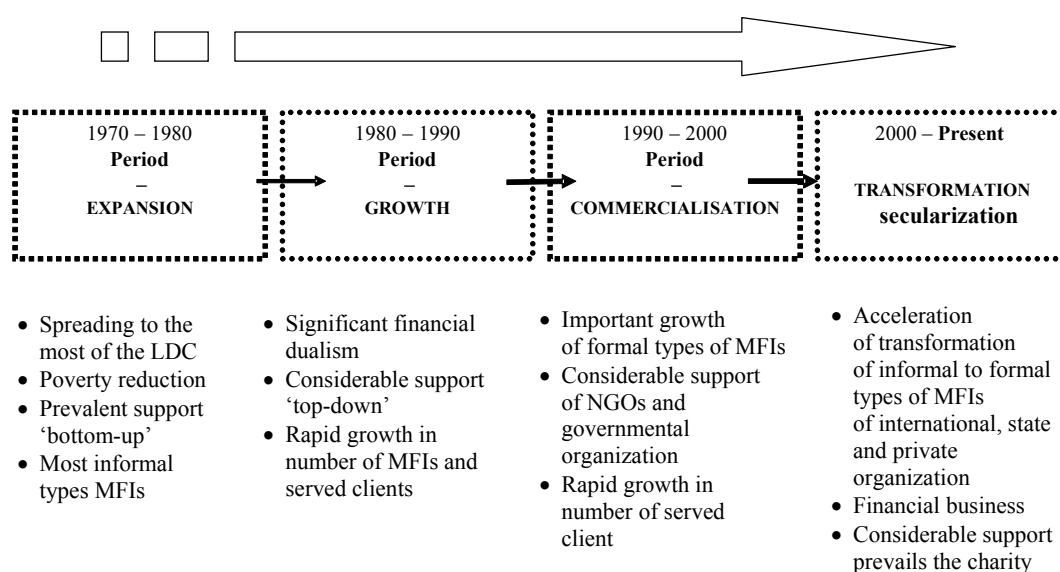 1970 – 1980
Period
–
EXPANSION
1980 – 1990
Period
–
GROWTH
1990 – 2000
Period
–
COMMERCIALISATION
2000 – Present
TRANSFORMATION
secularization
• Spreading to the
most of the LDC
• Poverty reduction
• Prevalent support
‘bottom-up’
• Most informal
types MFIs
• Significant financial
dualism
• Considerable support
‘top-down’
• Rapid growth in
number of MFIs and
served clients
• Important growth
of formal types of MFIs
• Considerable support
of NGOs and
governmental
organization
• Rapid growth in
number of served
client
• Acceleration
of transformation
of informal to formal
types of MFIs
of international, state
and private
organization
• Financial business
• Considerable support
prevails the charity